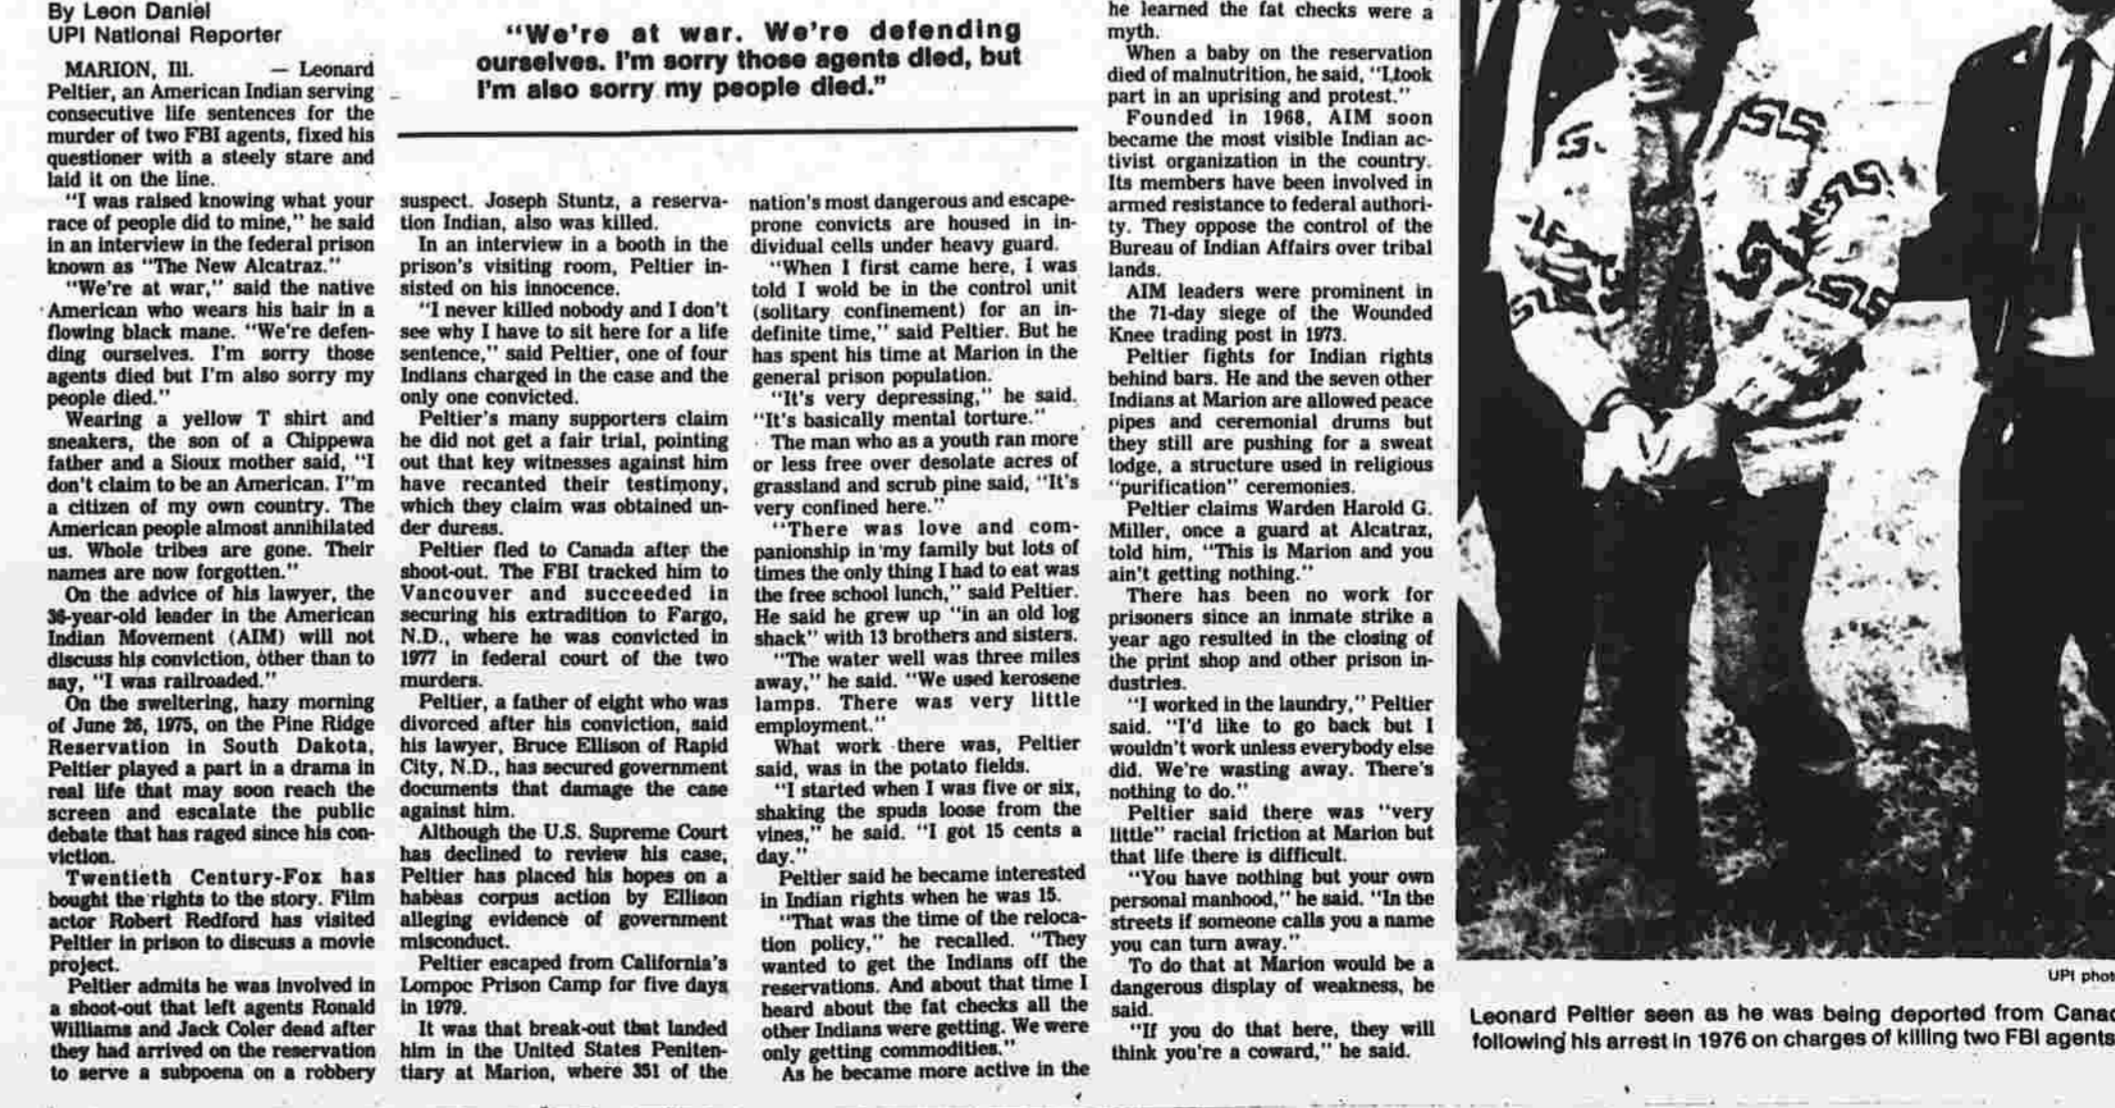 By Leon Daniel
UPI National Reporter
MARION, Ill. — Leonard
Peltier, an American Indian serving
consecutive life sentences for the
murder of two FBI agents, fixed his
questioner with a steely stare and
laid it on the line.
"I was raised knowing what your
race of people did to mine," he said
in an interview in the federal prison
known as "The New Alcatraz."
"We're at war," said the native
American who wears his hair in a
flowing black mane. "We're defen-
ding ourselves. I'm sorry those
agents died but I'm also sorry my
people died."
Wearing a yellow T shirt and
sneakers, the son of a Chippewa
father and a Sioux mother said, "I
don't claim to be an American. I"m
a citizen of my own country. The
American people almost annihilated
us. Whole tribes are gone. Their
names are now forgotten."
On the advice of his lawyer, the
36-year-old leader in the American
Indian Movement (AIM) will not
discuss his conviction, other than to
say, "I was railroaded."
On the sweltering, hazy morning
of June 26, 1975, on the Pine Ridge
Reservation in South Dakota,
Peltier played a part in a drama in
real life that may soon reach the
screen and escalate the public
debate that has raged since his con-
viction.
Twentieth Century-Fox has
bought the rights to the story. Film
actor Robert Redford has visited
Peltier in prison to discuss a movie
project.
Peltier admits he was involved in
a shoot-out that left agents Ronald
Williams and Jack Coler dead after
they had arrived on the reservation
to serve a subpoena on a robbery
"We're at war. We're defending
ourselves. I'm sorry those agents died, but
I'm also sorry my people died."
suspect. Joseph Stuntz, a reserva-
tion Indian, also was killed.
In an interview in a booth in the
prison's visiting room, Peltier in-
sisted on his innocence.
"I never killed nobody and I don't
see why I have to sit here for a life
sentence," said Peltier, one of four
Indians charged in the case and the
only one convicted.
Peltier's many supporters claim
he did not get a fair trial, pointing
out that key witnesses against him
have recanted their testimony,
which they claim was obtained un-
der duress.
Peltier fled to Canada after the
shoot-out. The FBI tracked him to
Vancouver and succeeded in
securing his extradition to Fargo,
N.D., where he was convicted in
1977 in federal court of the two
murders.
Peltier, a father of eight who was
divorced after his conviction, said
his lawyer, Bruce Ellison of Rapid
City, N.D., has secured government
documents that damage the case
against him.
Although the U.S. Supreme Court
has declined to review his case,
Peltier has placed his hopes on a
habeas corpus action by Ellison
alleging evidence of government
misconduct.
Peltier escaped from California's
Lompoc Prison Camp for five days
in 1979.
It was that break-out that landed
him in the United States Peniten-
tiary at Marion, where 351 of the
nation's most dangerous and escape-
prone convicts are housed in in-
dividual cells under heavy guard.
"When I first came here, I was
told I wold be in the control unit
(solitary confinement) for an in-
definite time," said Peltier. But he
has spent his time at Marion in the
general prison population.
"It's very depressing," he said.
"It's basically mental torture."
The man who as a youth ran more
or less free over desolate acres of
grassland and scrub pine said, "It's
very confined here."
"There was love and com-
panionship in my family but lots of
times the only thing I had to eat was
the free school lunch," said Peltier.
He said he grew up "in an old log
shack" with 13 brothers and sisters.
"The water well was three miles
away," he said. "We used kerosene
lamps. There was very little
employment."
What work there was, Peltier
said, was in the potato fields.
"I started when I was five or six,
shaking the spuds loose from the
vines," he said. "I got 15 cents a
day."
Peltier said he became interested
in Indian rights when he was 15.
"That was the time of the reloca-
tion policy," he recalled. "They
wanted to get the Indians off the
reservations. And about that time I
heard about the fat checks all the
other Indians were getting. We were
only getting commodities."
As he became more active in the
he learned the fat checks were a
myth.
When a baby on the reservation
died of malnutrition, he said, "I took
part in an uprising and protest."
Founded in 1968, AIM soon
became the most visible Indian ac-
tivist organization in the country.
Its members have been involved in
armed resistance to federal authori-
ty. They oppose the control of the
Bureau of Indian Affairs over tribal
lands.
AIM leaders were prominent in
the 71-day siege of the Wounded
Knee trading post in 1973.
Peltier fights for Indian rights
behind bars. He and the seven other
Indians at Marion are allowed peace
pipes and ceremonial drums but
they still are pushing for a sweat
lodge, a structure used in religious
"purification" ceremonies.
Peltier claims Warden Harold G.
Miller, once a guard at Alcatraz,
told him, "This is Marion and you
ain't getting nothing."
There has been no work for
prisoners since an inmate strike a
year ago resulted in the closing of
the print shop and other prison in-
dustries.
"I worked in the laundry," Peltier
said. "I'd like to go back but I
wouldn't work unless everybody else
did. We're wasting away. There's
nothing to do."
Peltier said there was "very
little" racial friction at Marion but
that life there is difficult.
"You have nothing but your own
personal manhood," he said. "In the
streets if someone calls you a name
you can turn away."
To do that at Marion would be a
dangerous display of weakness, he
said.
"If you do that here, they will
think you're a coward," he said.
UPI phot
Leonard Peltier seen as he was being deported from Canad
following his arrest in 1976 on charges of killing two FBI agents